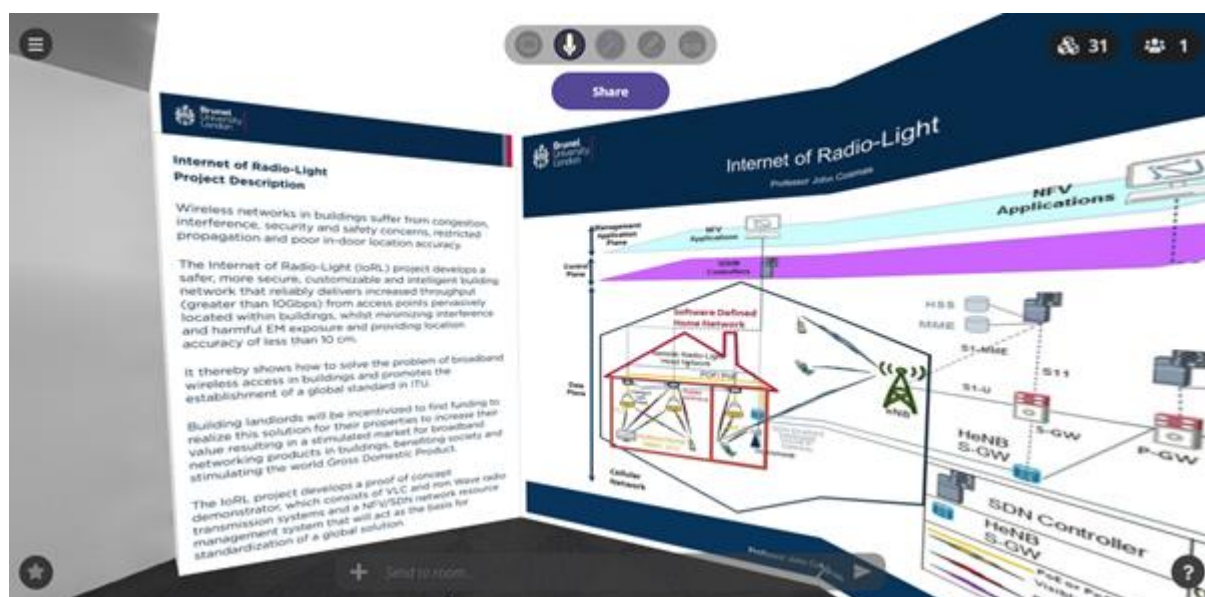 31
1
Share
Brunel
University
London
Internet of Radio-Light
Project Description
Wireless networks in buildings suffer from congestion,
interference, security and safety concerns, restricted
propagation and poor in-door location accuracy.
The Internet of Radio-Light (IoRL) project develops a
safer, more secure, customizable and intelligent building
network that reliably delivers increased throughput
(greater than 10Gbps) from access points pervasively
located within buildings, whilst minimizing interference
and harmful EM exposure and providing location
accuracy of less than 10 cm.
It thereby shows how to solve the problem of broadband
wireless access in buildings and promotes the
establishment of a global standard in ITU.
Building landlords will be incentivized to find funding to
realize this solution for their properties to increase their
value resulting in a stimulated market for broadband
networking products in buildings, benefiting society and
stimulating the world Gross Domestic Product.
The IoRL project develops a proof of concept
demonstrator, which consists of VLC and mm Wave radio
transmission systems and a NFV/SDN network resource
management system that will act as the basis for
standardization of a global solution.
Brunel
University
London
Internet of Radio-Light
Professor John Cosmas
Management
Application
Plane
NFV
Applications
NFV
Applications
Control
Plane
Controllers
HSS
MME
S1-MME
S11
Software Defined
Home Network
Data
Plane
eNB
S1-U
S-GW
P-GW
HeNB
S-GW
Cellular
Network
SDN Controller
HeNB
S-GW
PoE or
Professor John
Send to room...
?